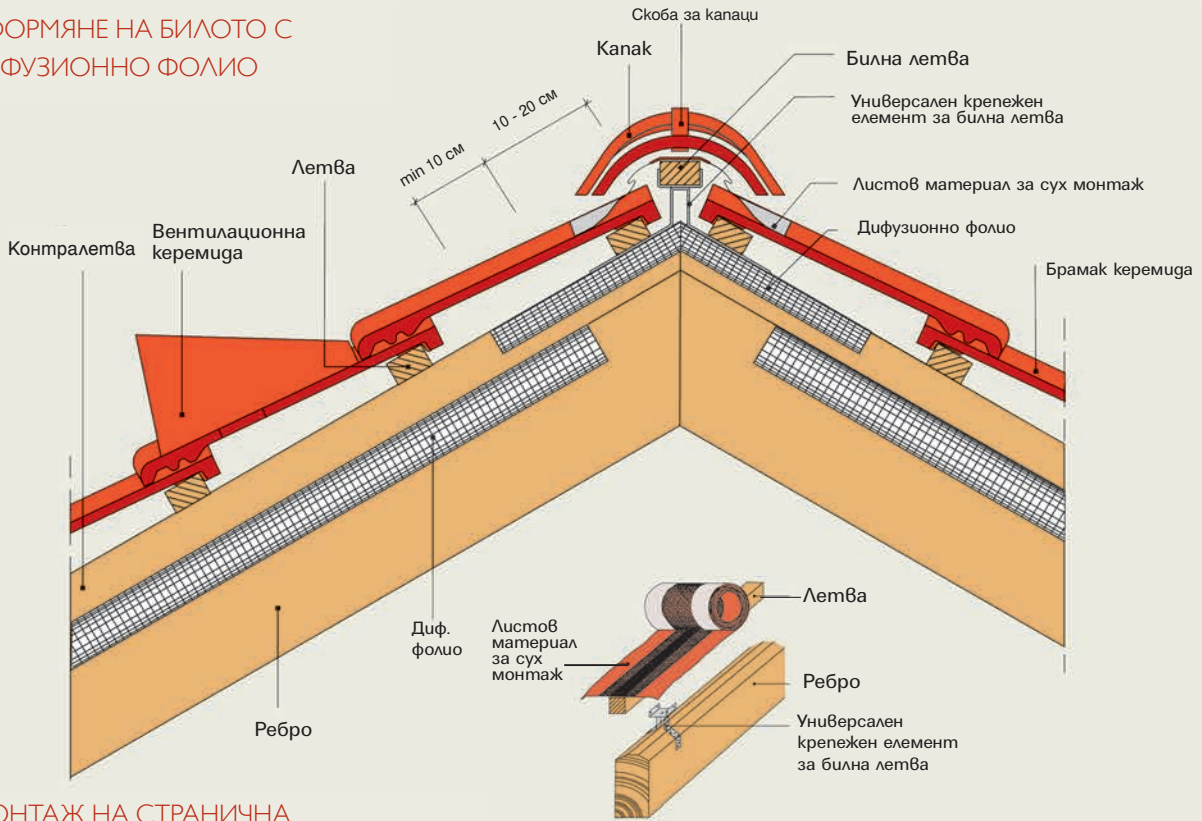 ОРМЯНЕ НА БИЛОТО С
ФУЗИОННО ФОЛИО
Скоба за капаци
Капак
Билна летва
Универсален крепежен
елемент за билна летва
10 - 20 см
min 10 см
Летва
Листов материал за сух монтаж
Дифузионно фолио
Контралетва
Вентилационна
керемида
Брамак керемида
Диф.
фолио
Листов
материал
за сух
монтаж
Летва
Ребро
Ребро
Универсален
крепежен елемент
за билна летва
ОНТАЖ НА СТРАНИЧНА